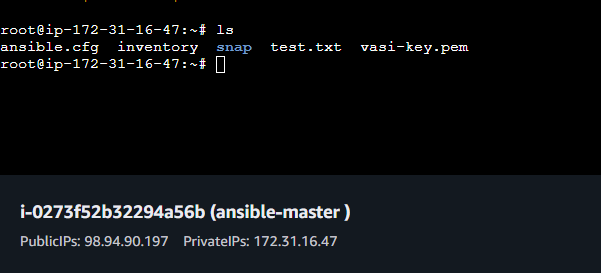 root@ip-172-31-16-47:~# ls
ansible.cfg  inventory  snap  test.txt  vasi-key.pem
root@ip-172-31-16-47:~#
i-0273f52b32294a56b (ansible-master )
PublicIPs: 98.94.90.197    PrivateIPs: 172.31.16.47